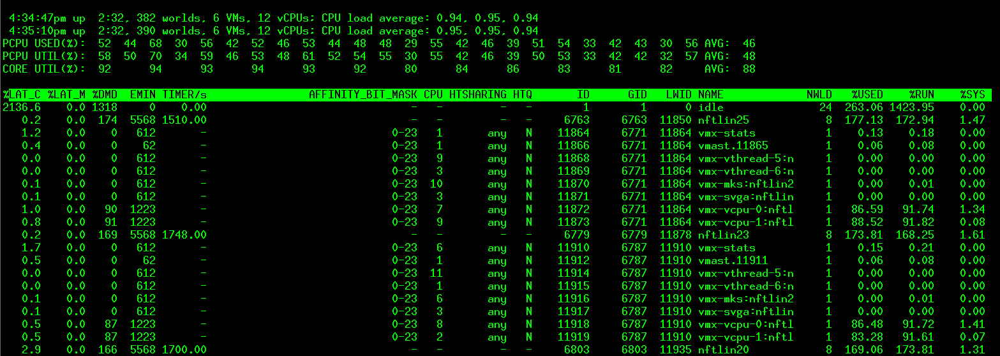 4:34:47pm up  2:32, 382 worlds, 6 VMs, 12 vCPUs; CPU load average: 0.94, 0.95, 0.94
4:35:10pm up  2:32, 390 worlds, 6 VMs, 12 vCPUs; CPU load average: 0.95, 0.95, 0.94
PCPU USED(%):  52  44  68  30  56  42  52  46  53  44  48  48  29  55  42  46  39  51  54  33  42  43  30  56 AVG:  46
PCPU UTIL(%):  58  50  70  34  59  46  53  48  61  52  54  55  30  55  42  46  39  50  53  33  42  42  32  57 AVG:  48
CORE UTIL(%):  92      94      93      94      93      92      80      84      86      83      81      82     AVG:  88
%LAT_C %LAT_M %DMD  EMIN TIMER/s                AFFINITY_BIT_MASK CPU HTSHARING HTQ       ID      GID   LWID NAME             NWLD   %USED    %RUN    %SYS
2136.6    0.0 1318     0    0.00                                -   -         -   -        1        1      0 idle               24  263.06 1423.95    0.00
0.2    0.0  174  5568 1510.00                                -   -         -   -     6763     6763  11850 nftlin25            8  177.13  172.94    1.47
1.2    0.0    0   612       -                             0-23   1       any   N    11864     6771  11864 vmx-stats           1    0.13    0.18    0.00
0.4    0.0    0    62       -                             0-23   1       any   N    11866     6771  11864 vmast.11865         1    0.06    0.08    0.00
0.0    0.0    0   612       -                             0-23   9       any   N    11868     6771  11864 vmx-vthread-5:n     1    0.00    0.00    0.00
0.0    0.0    0   612       -                             0-23   3       any   N    11869     6771  11864 vmx-vthread-6:n     1    0.00    0.00    0.00
0.1    0.0    0   612       -                             0-23  10       any   N    11870     6771  11864 vmx-mks:nftlin2     1    0.00    0.01    0.00
0.1    0.0    0   612       -                             0-23   3       any   N    11871     6771  11864 vmx-svga:nftlin     1    0.00    0.00    0.00
1.0    0.0   90  1223       -                             0-23   7       any   N    11872     6771  11864 vmx-vcpu-0:nftl     1   86.59   91.74    1.34
0.8    0.0   91  1223       -                             0-23   9       any   N    11873     6771  11864 vmx-vcpu-1:nftl     1   88.52   91.82    0.08
0.2    0.0  169  5568 1748.00                                -   -         -   -     6779     6779  11878 nftlin23            8  173.81  168.25    1.61
1.7    0.0    0   612       -                             0-23   6       any   N    11910     6787  11910 vmx-stats           1    0.15    0.21    0.00
0.5    0.0    0    62       -                             0-23   1       any   N    11912     6787  11910 vmast.11911         1    0.06    0.08    0.00
0.0    0.0    0   612       -                             0-23  11       any   N    11914     6787  11910 vmx-vthread-5:n     1    0.00    0.00    0.00
0.0    0.0    0   612       -                             0-23   1       any   N    11915     6787  11910 vmx-vthread-6:n     1    0.00    0.00    0.00
0.1    0.0    0   612       -                             0-23   6       any   N    11916     6787  11910 vmx-mks:nftlin2     1    0.00    0.01    0.00
0.1    0.0    0   612       -                             0-23   3       any   N    11917     6787  11910 vmx-svga:nftlin     1    0.00    0.00    0.00
0.5    0.0   87  1223       -                             0-23   8       any   N    11918     6787  11910 vmx-vcpu-0:nftl     1   86.48   91.72    1.41
0.5    0.0   87  1223       -                             0-23   2       any   N    11919     6787  11910 vmx-vcpu-1:nftl     1   83.28   91.61    0.07
2.9    0.0  166  5568 1700.00                                -   -         -   -     6803     6803  11935 nftlin20            8  169.06  173.81    1.31